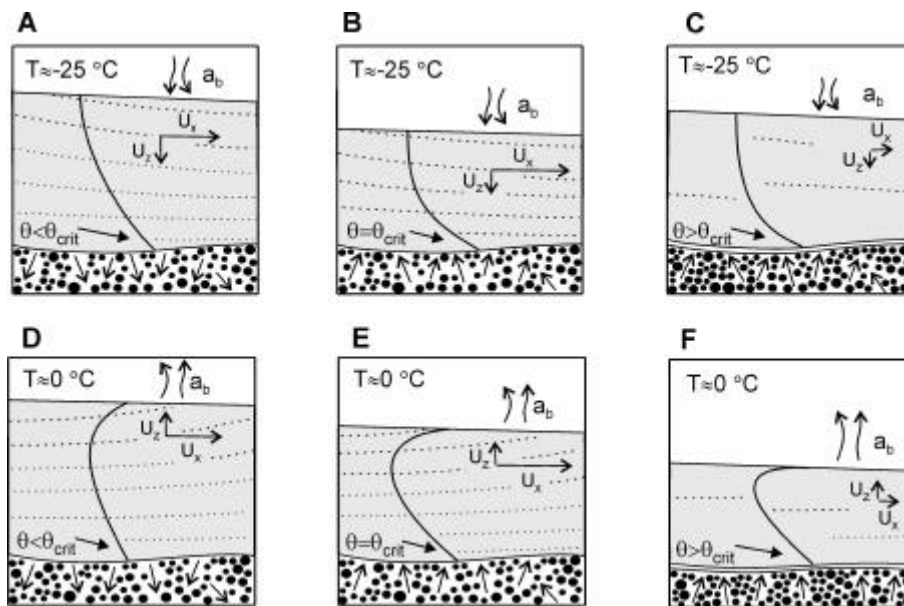 A
T≈-25 °C
a_b
U_x
U_z
θ<θ_crit
B
T≈-25 °C
a_b
U_x
U_z
θ=θ_crit
C
T≈-25 °C
a_b
U_x
U_z
θ>θ_crit
D
T≈0 °C
a_b
U_z
U_x
θ<θ_crit
E
T≈0 °C
a_b
U_z
U_x
θ=θ_crit
F
T≈0 °C
a_b
U_z
U_x
θ>θ_crit